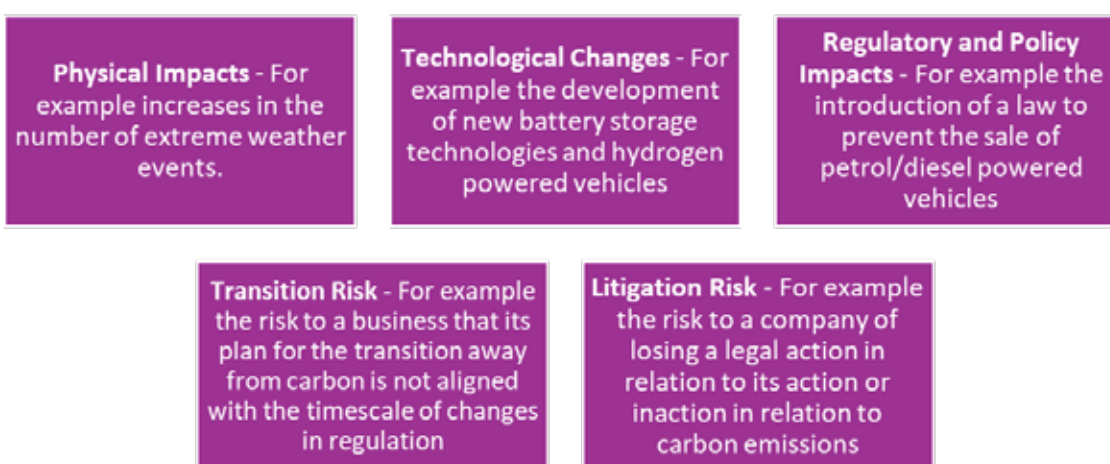 Physical Impacts - For
example increases in the
number of extreme weather
events.
Technological Changes - For
example the development
of new battery storage
technologies and hydrogen
powered vehicles
Regulatory and Policy
Impacts - For example the
introduction of a law to
prevent the sale of
petrol/diesel powered
vehicles
Transition Risk - For example
the risk to a business that its
plan for the transition away
from carbon is not aligned
with the timescale of changes
in regulation
Litigation Risk - For example
the risk to a company of
losing a legal action in
relation to its action or
inaction in relation to
carbon emissions